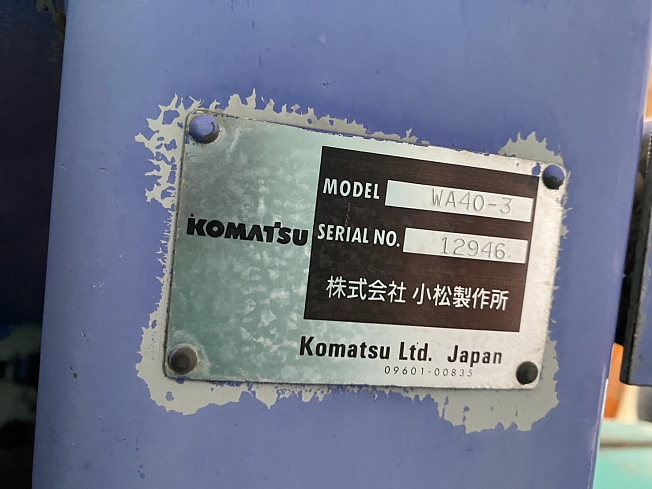 KOMATSU
MODEL WA40-3
SERIAL NO. 12946
株式会社 小松製作所
Komatsu Ltd. Japan
09601-00835